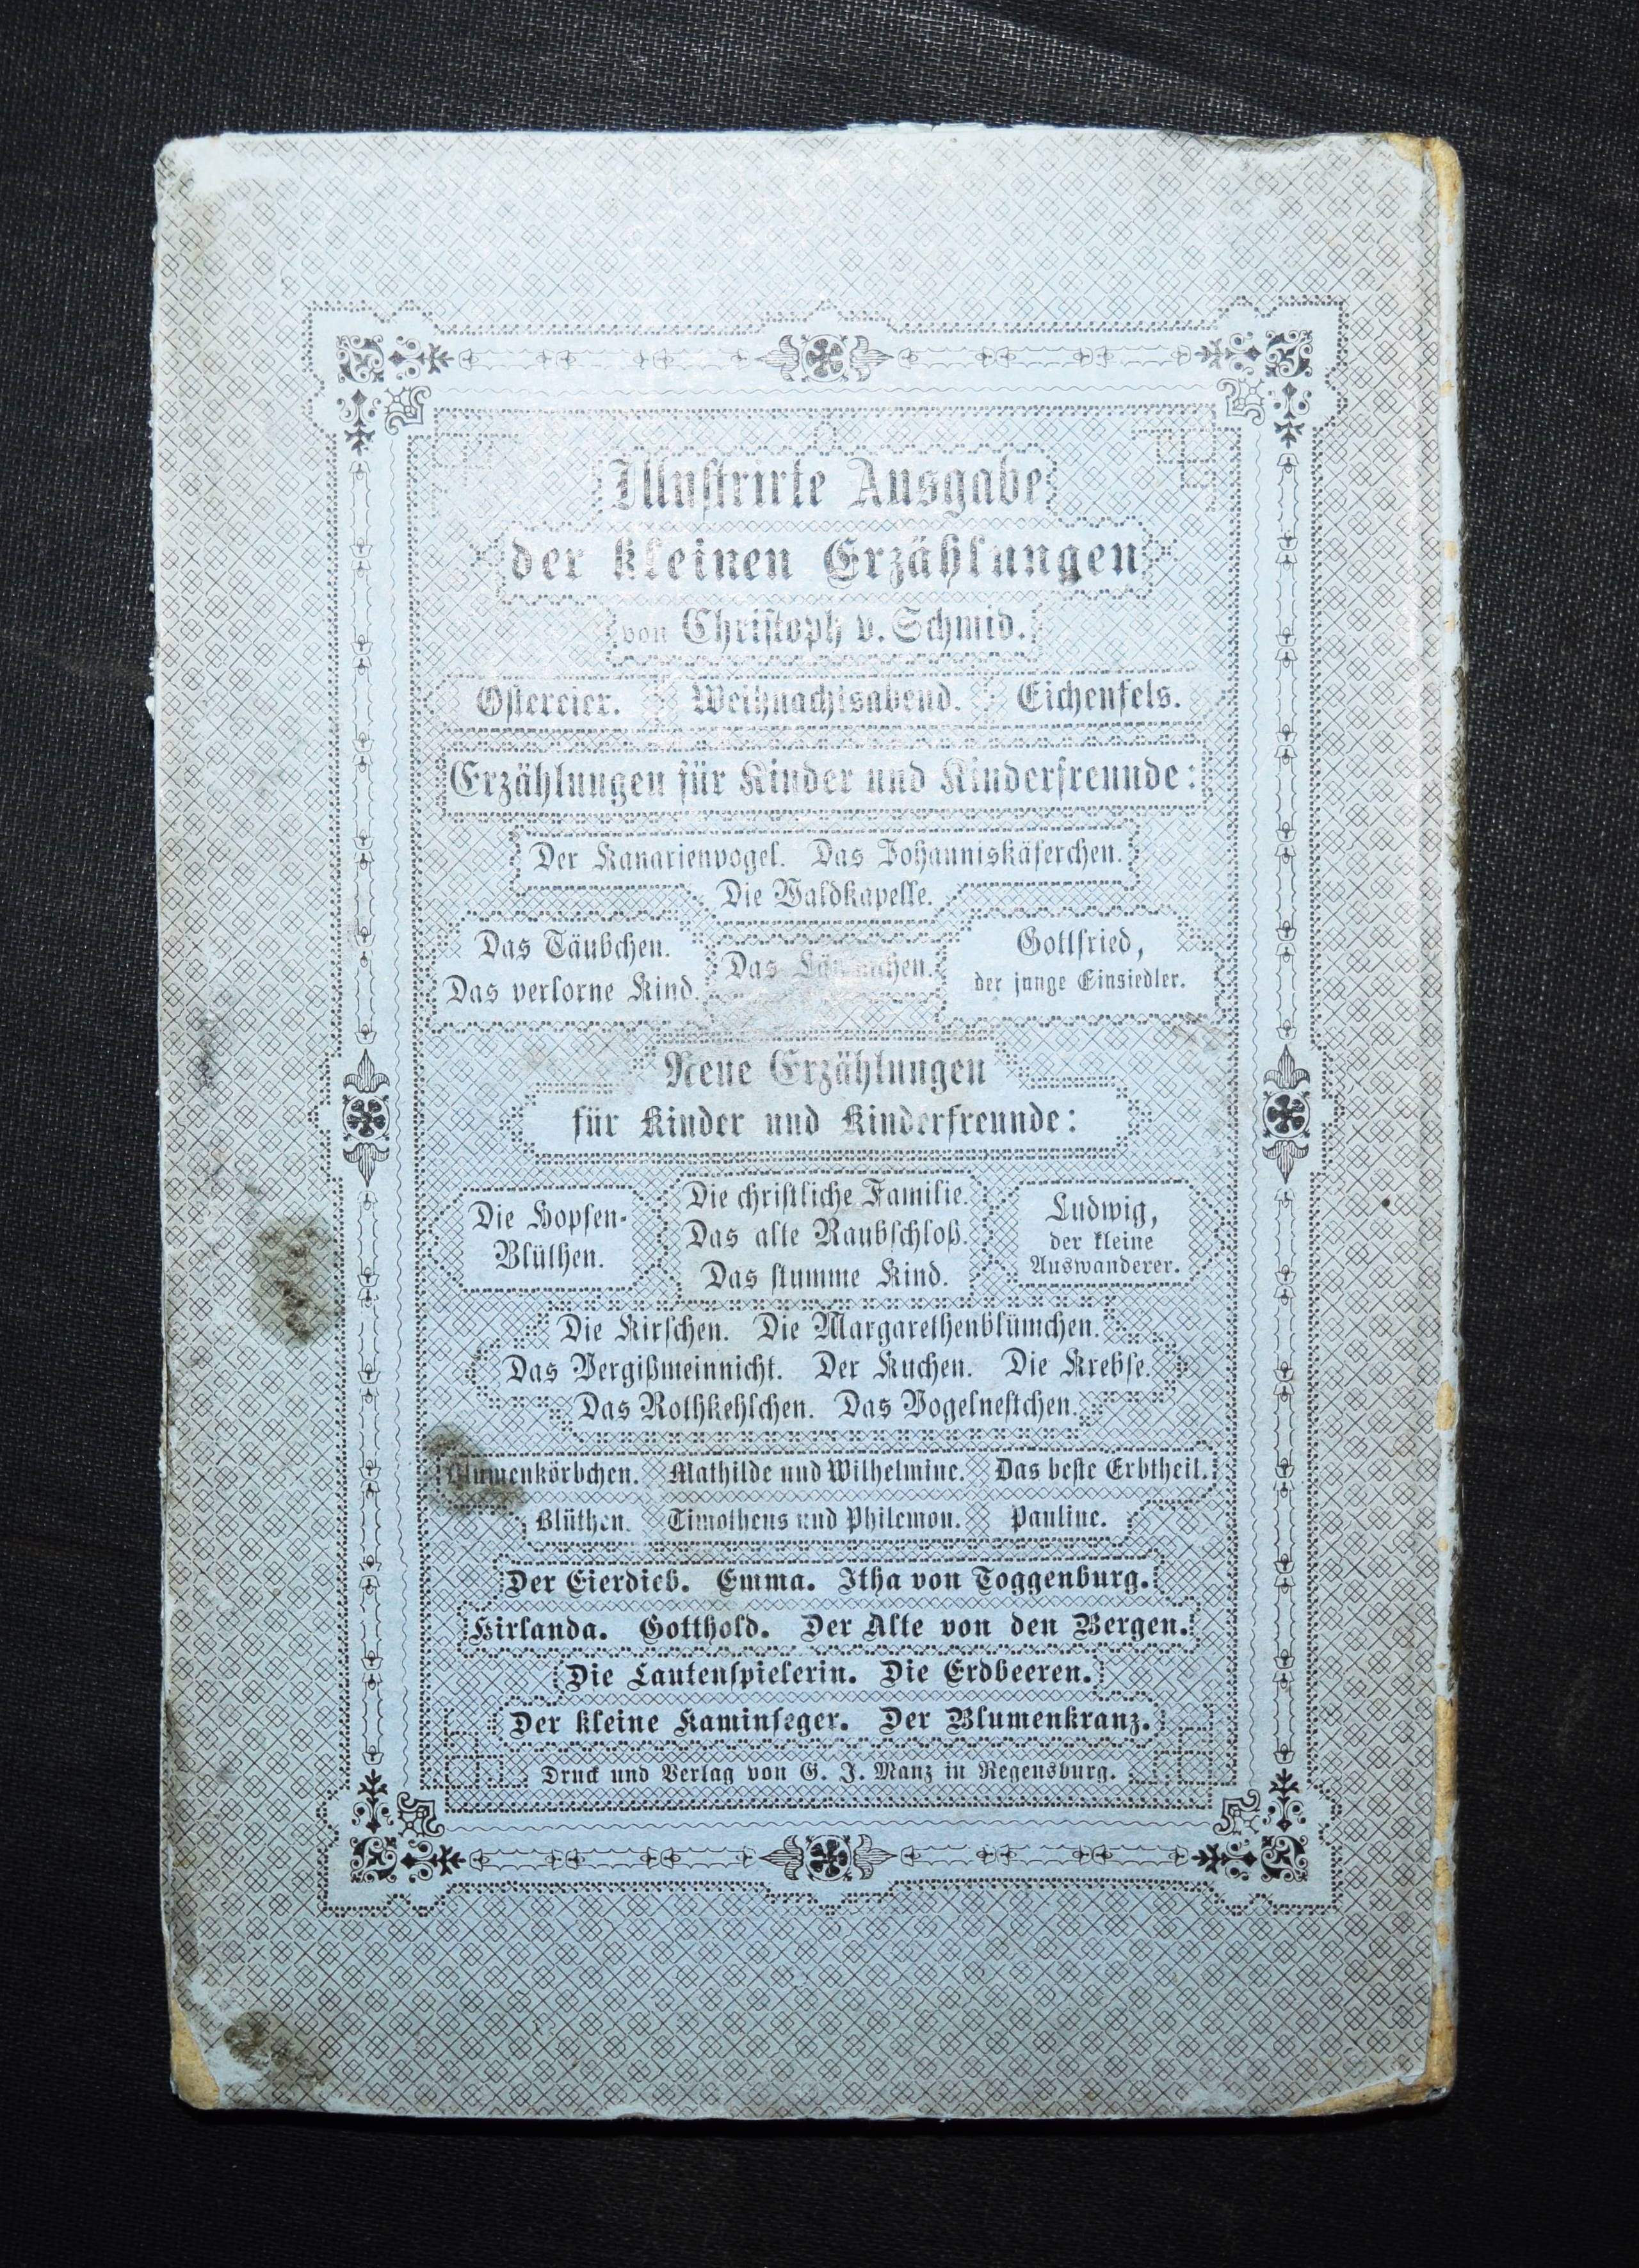 Illustrirte Ausgabe
der kleinen Erzählungen
von Christoph v. Schmid.
Ostereier. Weihnachtsabend. Eichenfels.
Erzählungen für Kinder und Kinderfreunde:
Der Kanarienvogel. Das Johanniskäferchen.
Die Waldkapelle.
Das Täubchen.
Das verlorne Kind.
Das Lämmchen.
Gottfried,
der junge Einsiedler.
Neue Erzählungen
für Kinder und Kinderfreunde:
Die Hopfen-
Blüthen.
Die christliche Familie.
Das alte Raubschloß.
Das stumme Kind.
Ludwig,
der kleine
Auswanderer.
Die Kirschen. Die Margarethenblümchen.
Das Vergißmeinnicht. Der Kuchen. Die Krebse.
Das Rothkehlchen. Das Vogelnestchen.
Blumenkörbchen. Mathilde und Wilhelmine. Das beste Erbtheil.
Blüthen. Timotheus und Philemon. Pauline.
Der Eierdieb. Emma. Itha von Toggenburg.
Hirlanda. Gotthold. Der Alte von den Bergen.
Die Lautenspielerin. Die Erdbeeren.
Der kleine Kaminfeger. Der Blumenkranz.
Druck und Verlag von G. J. Manz in Regensburg.